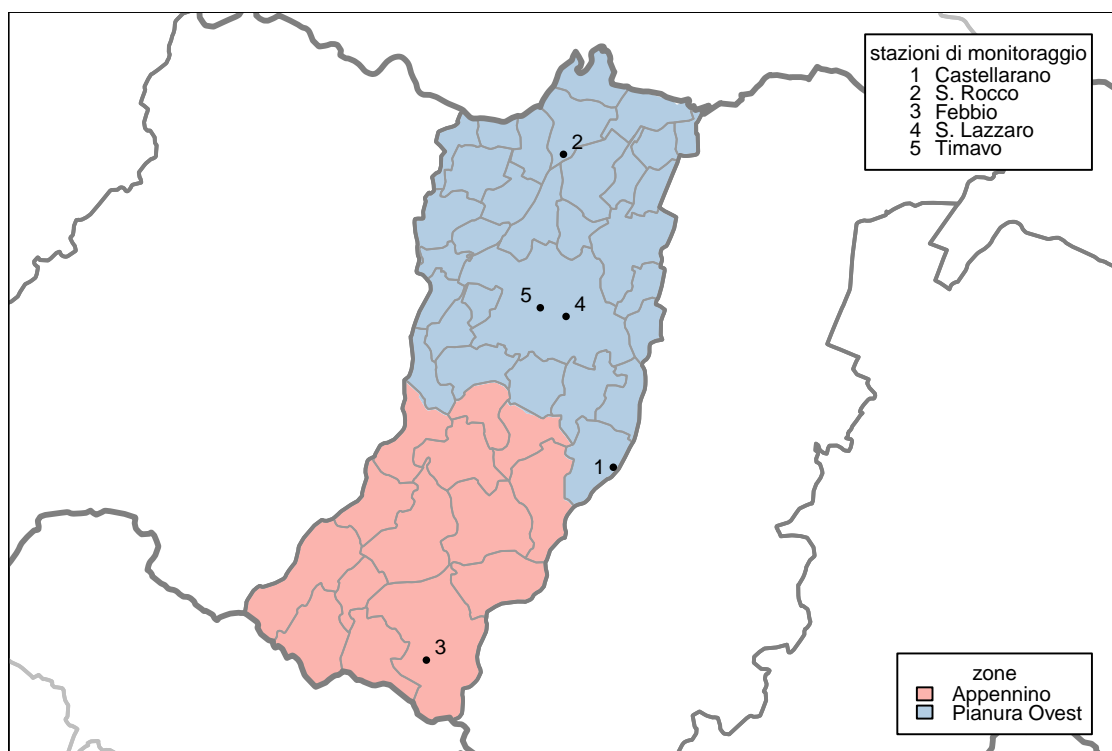 stazioni di monitoraggio
1 Castellarano
2 S. Rocco
3 Febbio
4 S. Lazzaro
5 Timavo
2
5
4
1
3
zone
Appennino
Pianura Ovest